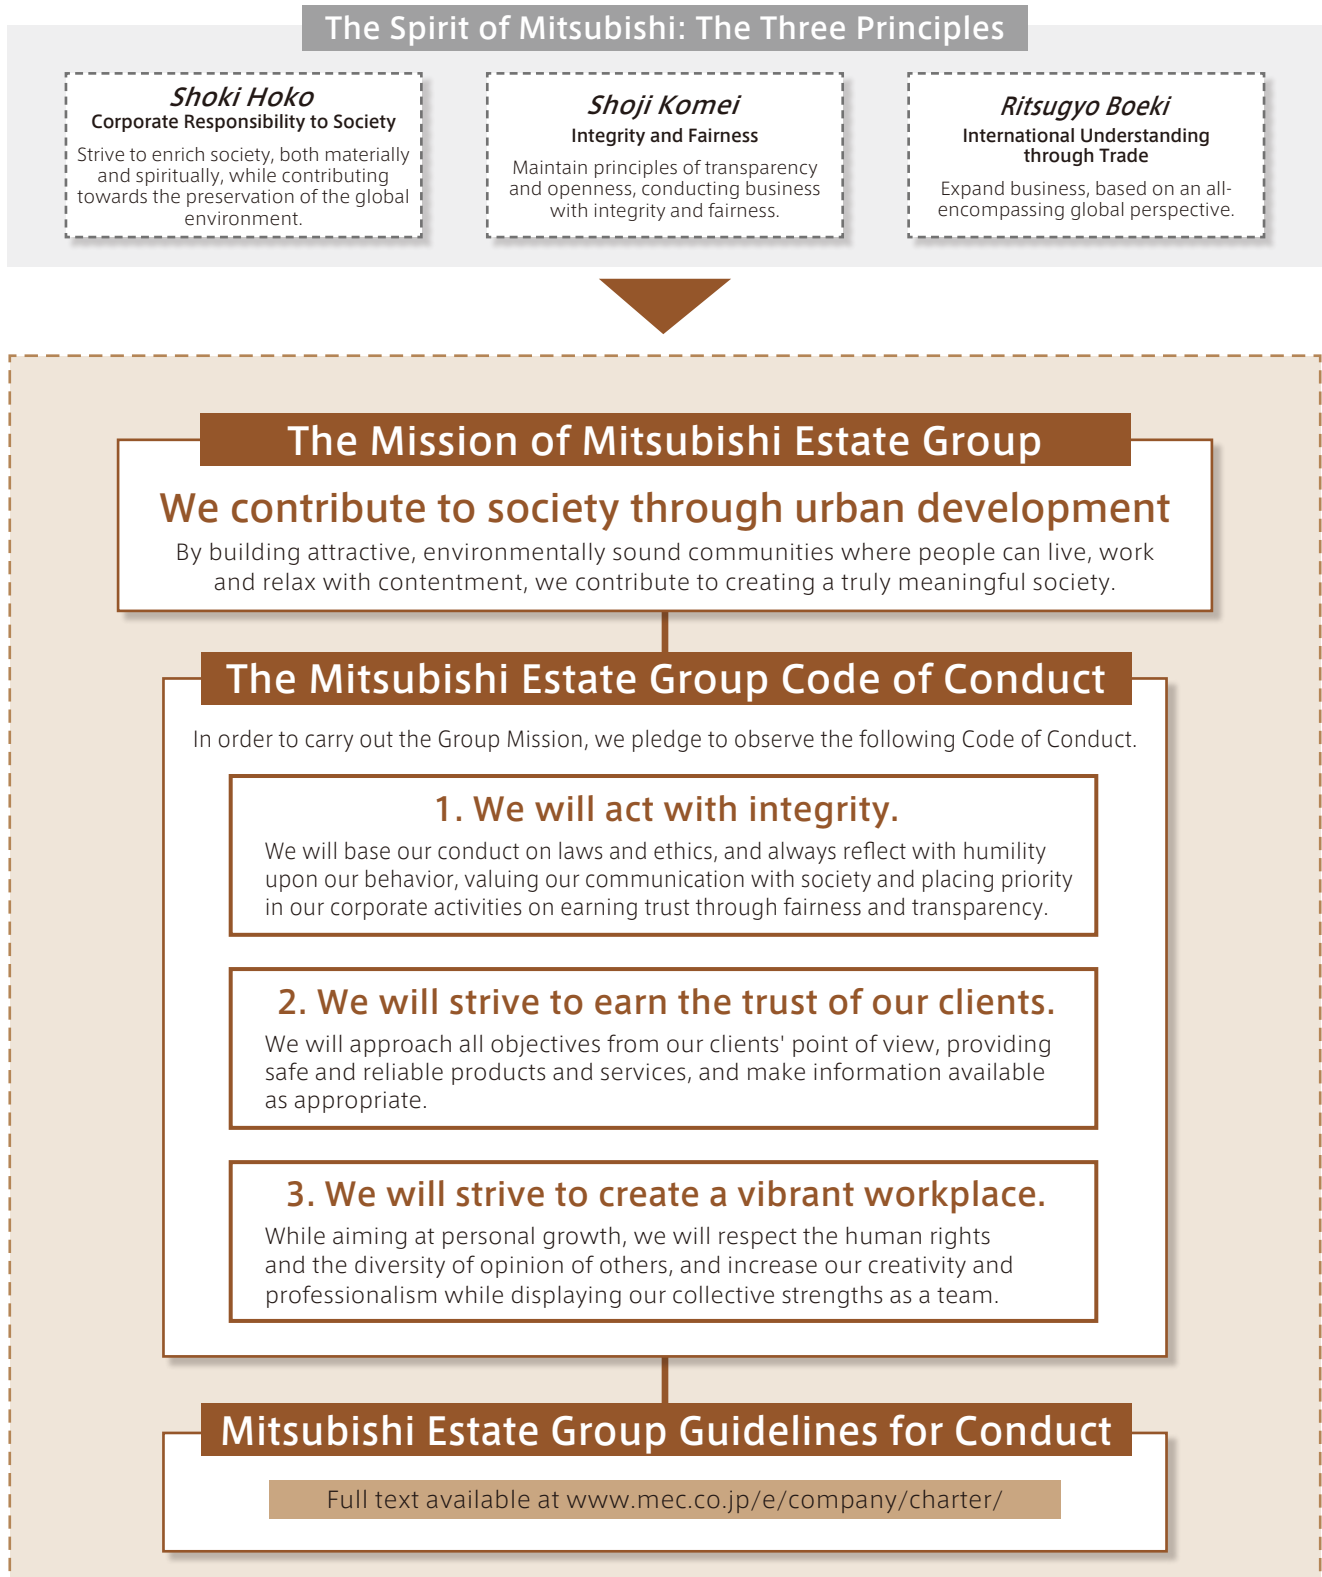 The Spirit of Mitsubishi: The Three Principles
Shoki Hoko
Corporate Responsibility to Society
Strive to enrich society, both materially
and spiritually, while contributing
towards the preservation of the global
environment.
Shoji Komei
Integrity and Fairness
Maintain principles of transparency
and openness, conducting business
with integrity and fairness.
Ritsugyo Boeki
International Understanding
through Trade
Expand business, based on an all-
encompassing global perspective.
The Mission of Mitsubishi Estate Group
We contribute to society through urban development
By building attractive, environmentally sound communities where people can live, work
and relax with contentment, we contribute to creating a truly meaningful society.
The Mitsubishi Estate Group Code of Conduct
In order to carry out the Group Mission, we pledge to observe the following Code of Conduct.
1. We will act with integrity.
We will base our conduct on laws and ethics, and always reflect with humility
upon our behavior, valuing our communication with society and placing priority
in our corporate activities on earning trust through fairness and transparency.
2. We will strive to earn the trust of our clients.
We will approach all objectives from our clients' point of view, providing
safe and reliable products and services, and make information available
as appropriate.
3. We will strive to create a vibrant workplace.
While aiming at personal growth, we will respect the human rights
and the diversity of opinion of others, and increase our creativity and
professionalism while displaying our collective strengths as a team.
Mitsubishi Estate Group Guidelines for Conduct
Full text available at www.mec.co.jp/e/company/charter/